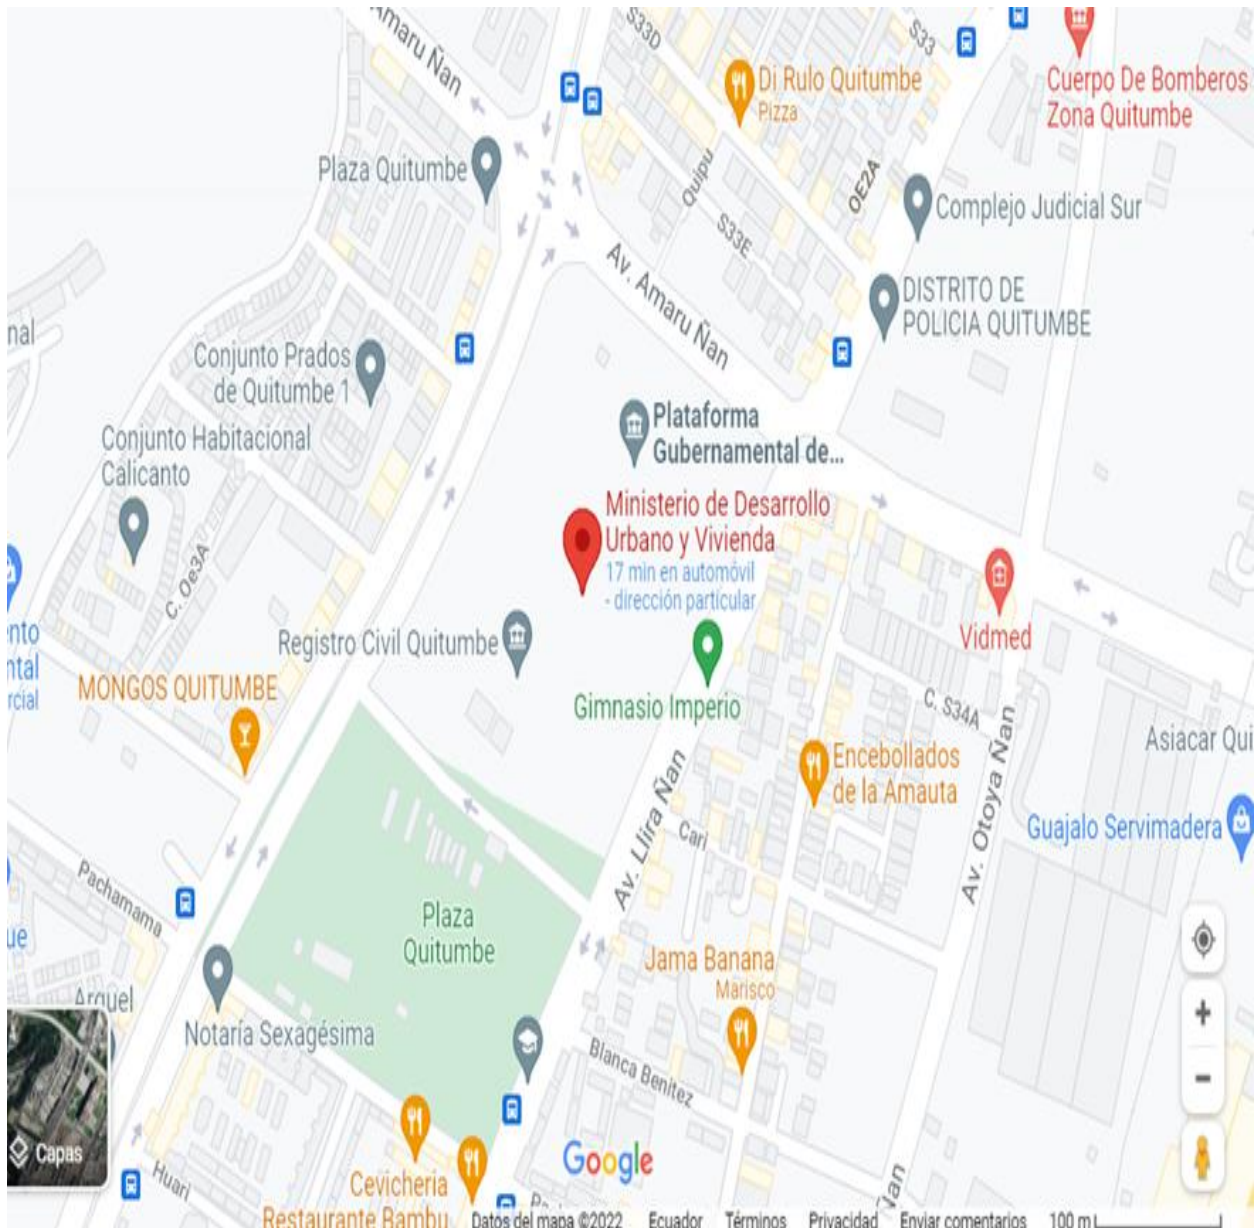 Amaru Ñan
S33D
S33
Di Rulo Quitumbe
Pizza
Cuerpo De Bomberos
Zona Quitumbe
Plaza Quitumbe
Quipu
OE2A
S33E
Complejo Judicial Sur
Av. Amaru Ñan
DISTRITO DE
POLICIA QUITUMBE
nal
Conjunto Prados
de Quitumbe 1
Conjunto Habitacional
Calicanto
Plataforma
Gubernamental de...
Ministerio de Desarrollo
Urbano y Vivienda
17 min en automóvil
- dirección particular
C. Oe3A
Registro Civil Quitumbe
Vidmed
ento
ntal
rcial
MONGOS QUITUMBE
Gimnasio Imperio
C. S34A
Asiacar Qui
Encebollados
de la Amauta
Av. Llira Ñan
Cari
Av. Otoya Ñan
Guajalo Servimadera
Pachamama
Plaza
Quitumbe
ue
Jama Banana
Marisco
Arquel
Notaría Sexagésima
Blanca Benítez
Capas
Huari
Google
Cevichería
Restaurante Bambu
Ñan
Datos del mapa ©2022 Ecuador Términos Privacidad Enviar comentarios 100 m